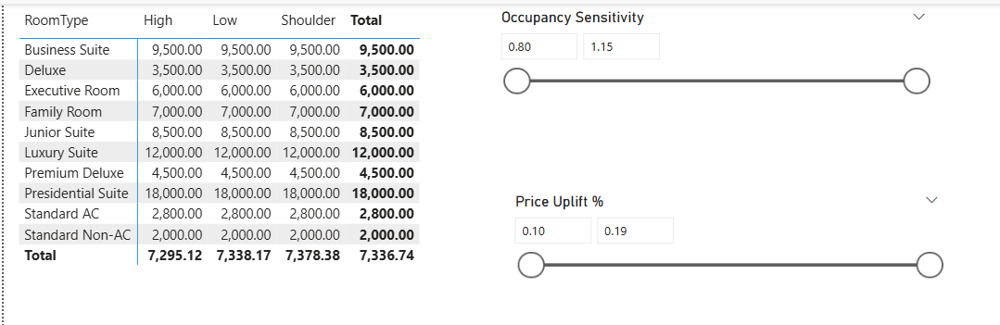 RoomType High Low Shoulder Total
Business Suite 9,500.00 9,500.00 9,500.00 9,500.00
Deluxe 3,500.00 3,500.00 3,500.00 3,500.00
Executive Room 6,000.00 6,000.00 6,000.00 6,000.00
Family Room 7,000.00 7,000.00 7,000.00 7,000.00
Junior Suite 8,500.00 8,500.00 8,500.00 8,500.00
Luxury Suite 12,000.00 12,000.00 12,000.00 12,000.00
Premium Deluxe 4,500.00 4,500.00 4,500.00 4,500.00
Presidential Suite 18,000.00 18,000.00 18,000.00 18,000.00
Standard AC 2,800.00 2,800.00 2,800.00 2,800.00
Standard Non-AC 2,000.00 2,000.00 2,000.00 2,000.00
Total 7,295.12 7,338.17 7,378.38 7,336.74
Occupancy Sensitivity
0.80 1.15
Price Uplift %
0.10 0.19